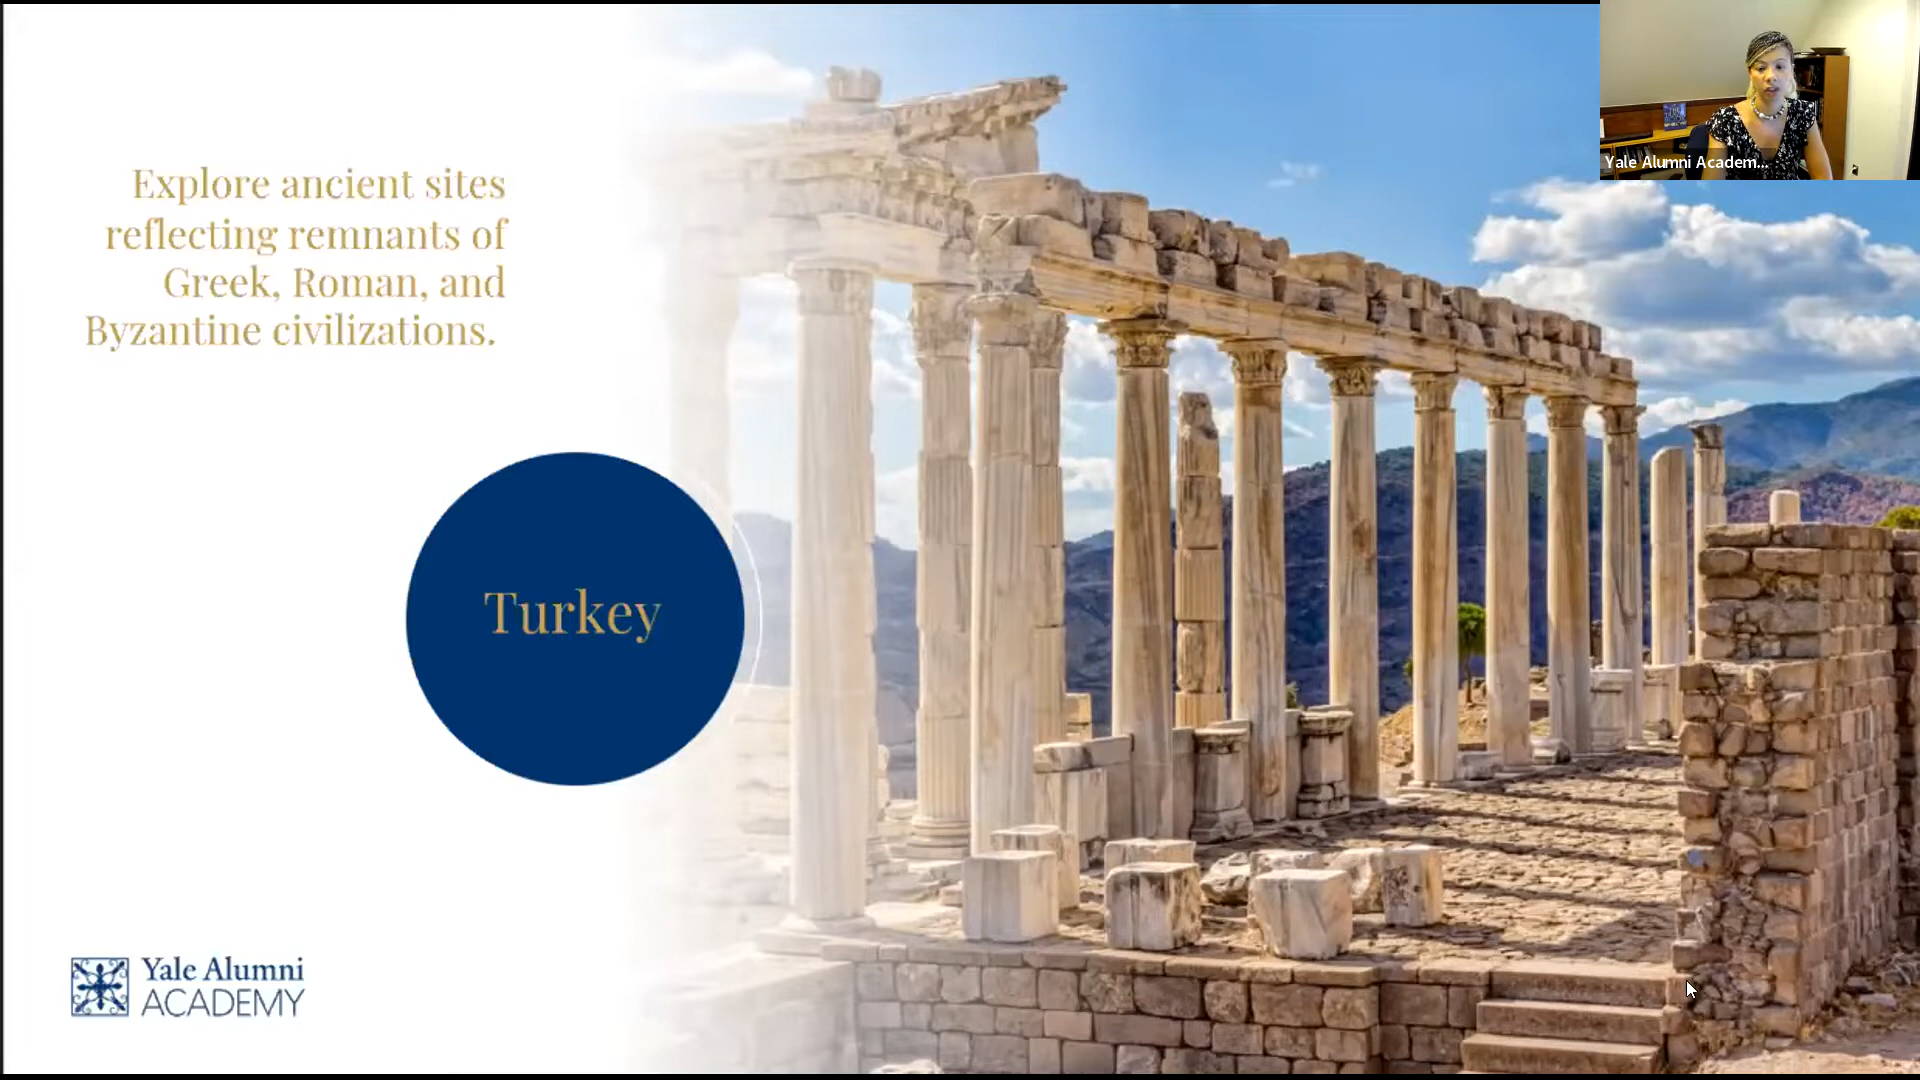 Explore ancient sites
reflecting remnants of
Greek, Roman, and
Byzantine civilizations.
Turkey
Yale Alumni
ACADEMY
Yale Alumni Academ...